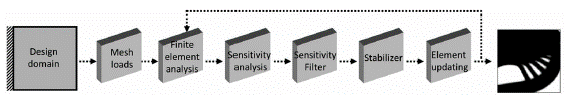 Design
domain
Mesh
loads
Finite
element
analysis
Sensitivity
analysis
Sensitivity
Filter
Stabilizer
Element
updating